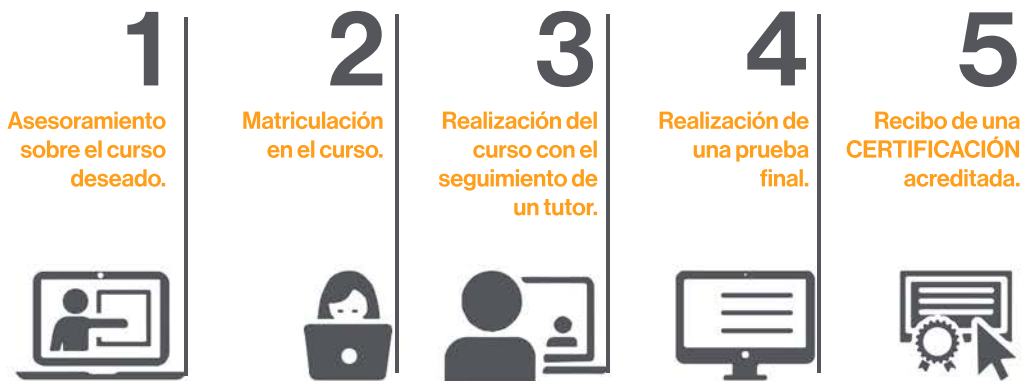 1
Asesoramiento
sobre el curso
deseado.
2
Matriculación
en el curso.
3
Realización del
curso con el
seguimiento de
un tutor.
4
Realización de
una prueba
final.
5
Recibo de una
CERTIFICACIÓN
acreditada.